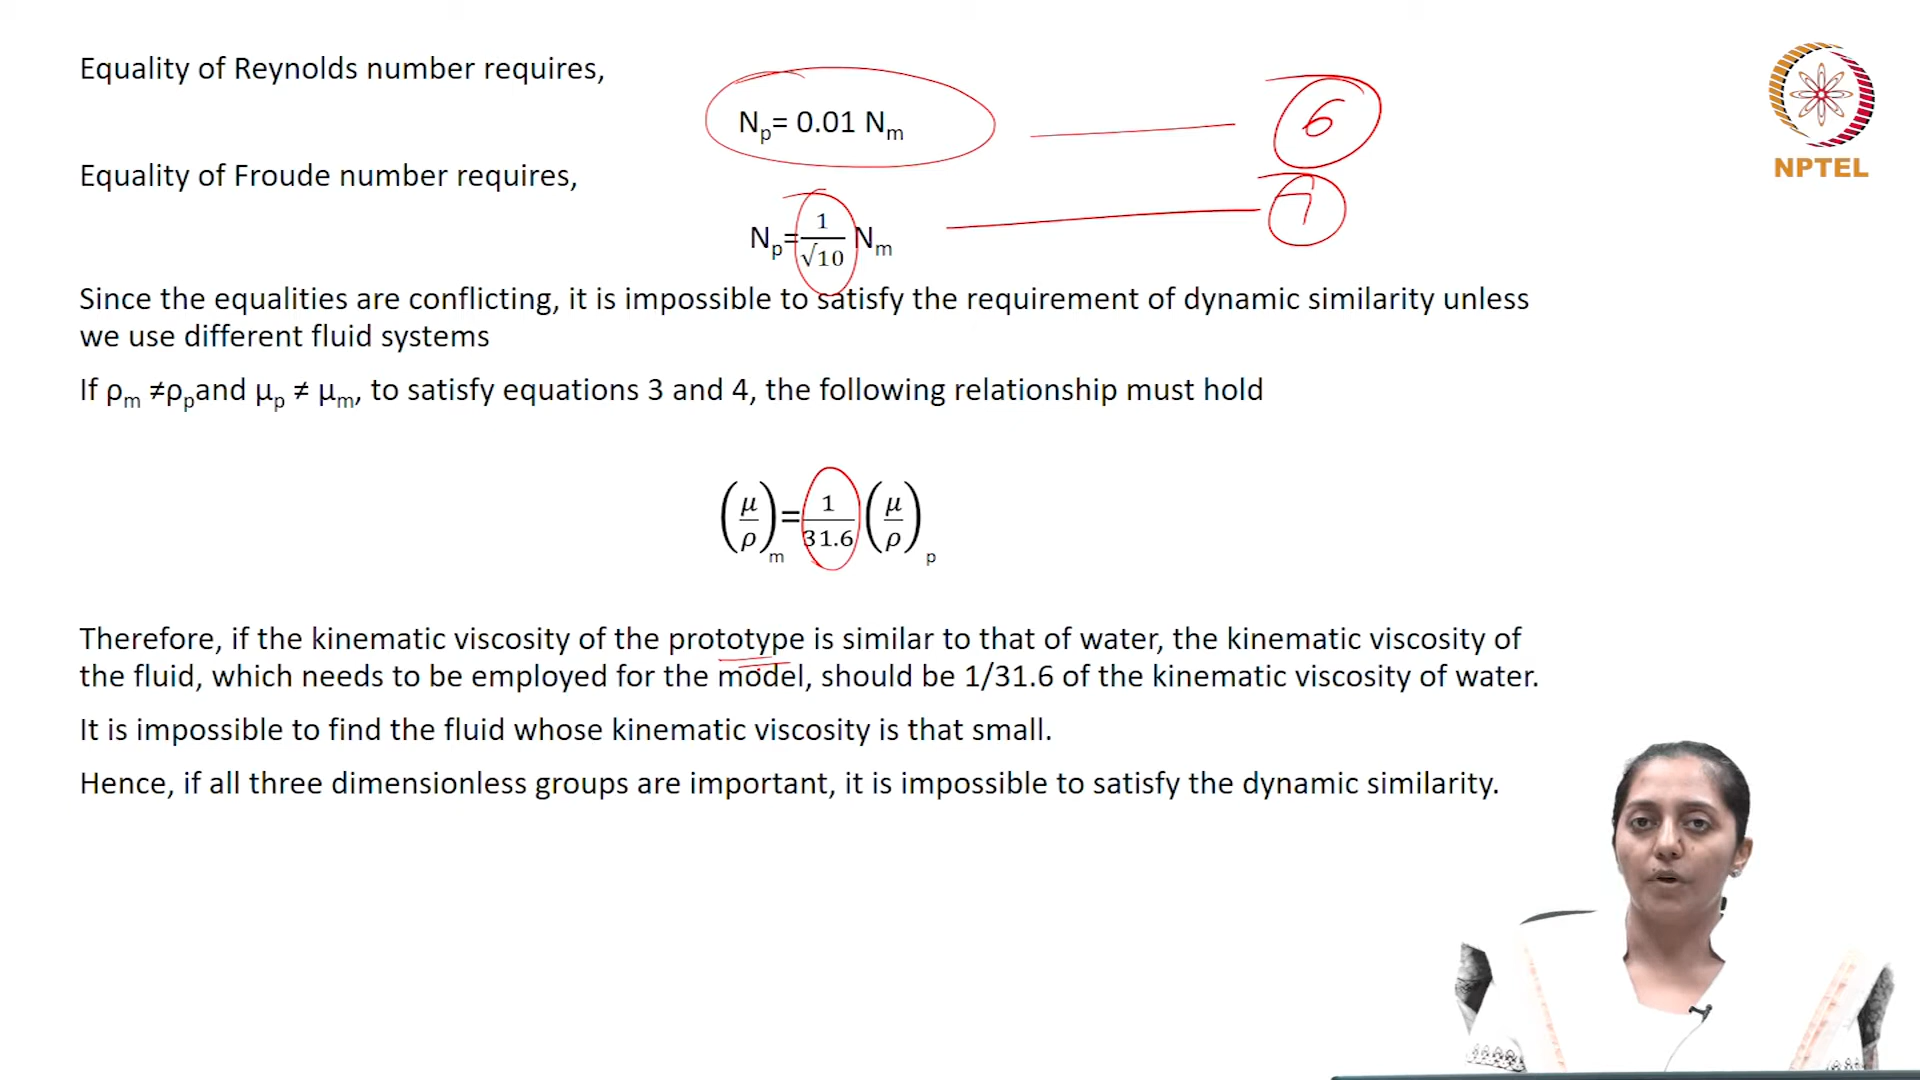 Equality of Reynolds number requires,
Np= 0.01 Nm
6
NPTEL
Equality of Froude number requires,
Np=1/√10 Nm
7
Since the equalities are conflicting, it is impossible to satisfy the requirement of dynamic similarity unless
we use different fluid systems
If ρm ≠ρpand μp ≠ μm, to satisfy equations 3 and 4, the following relationship must hold
(μ/ρ)m=1/31.6 (μ/ρ)p
Therefore, if the kinematic viscosity of the prototype is similar to that of water, the kinematic viscosity of
the fluid, which needs to be employed for the model, should be 1/31.6 of the kinematic viscosity of water.
It is impossible to find the fluid whose kinematic viscosity is that small.
Hence, if all three dimensionless groups are important, it is impossible to satisfy the dynamic similarity.